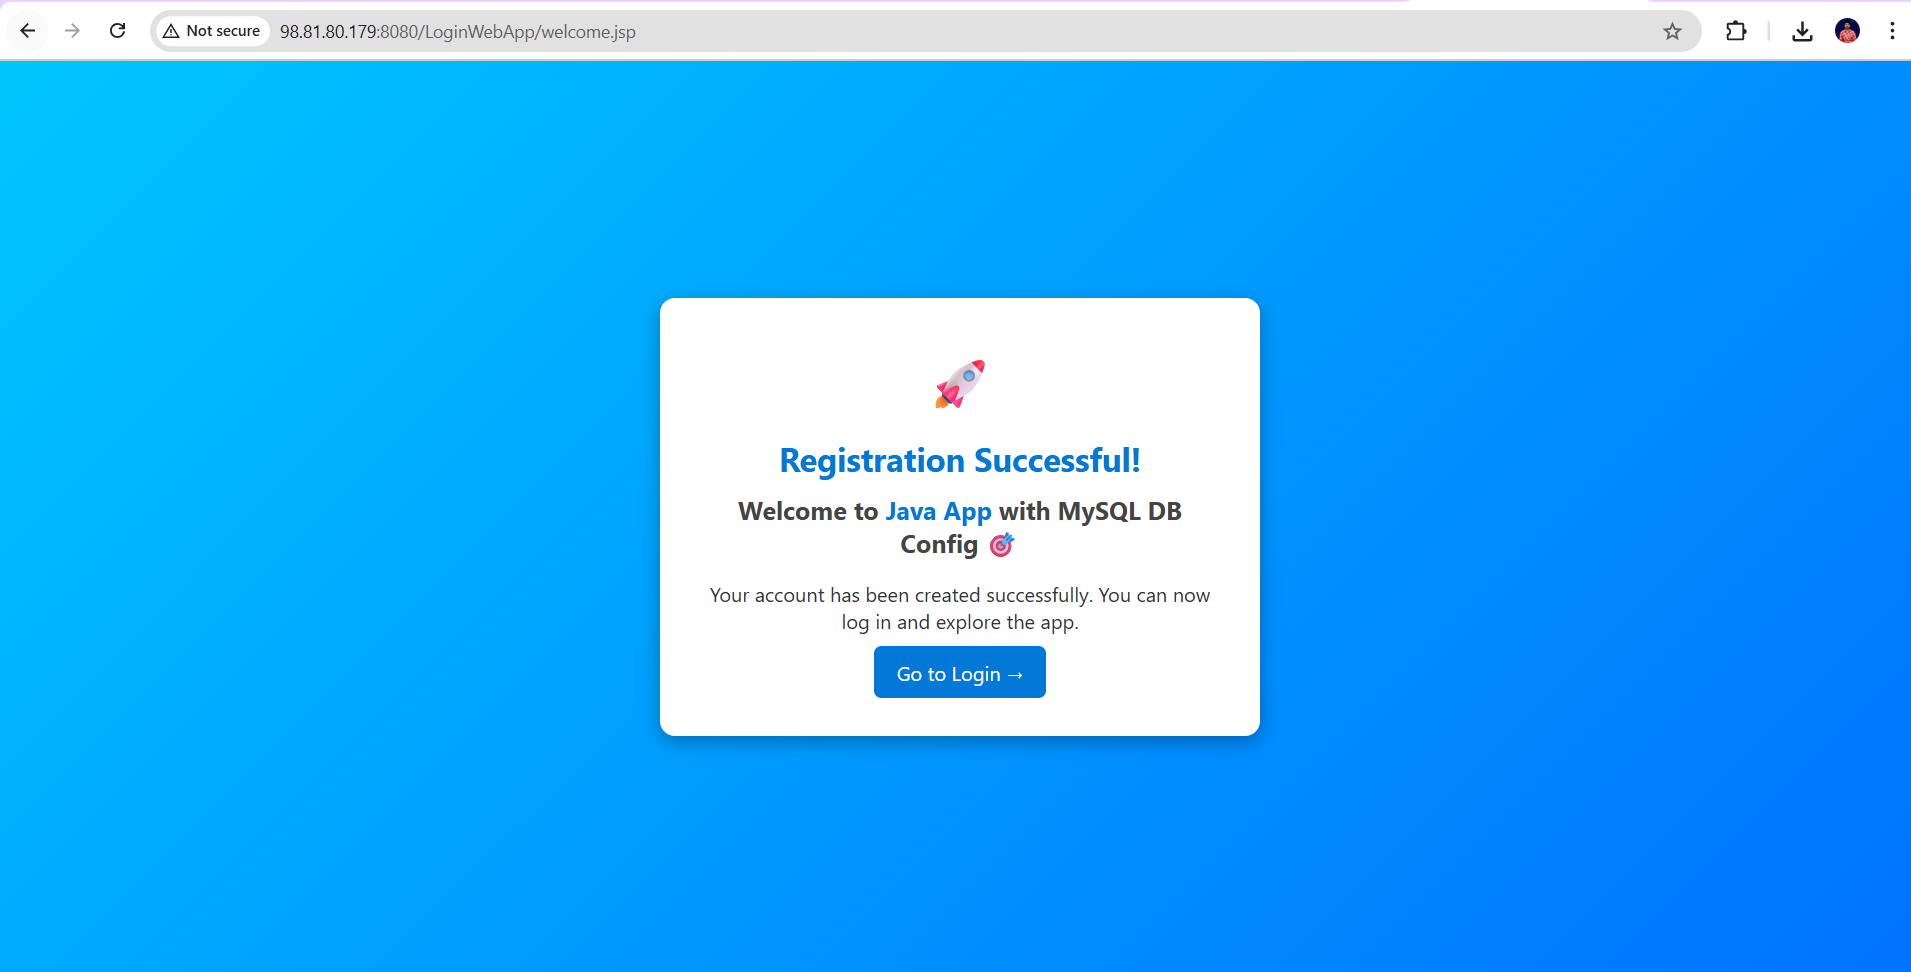 Not secure 98.81.80.179:8080/LoginWebApp/welcome.jsp
Registration Successful!
Welcome to Java App with MySQL DB
Config 🎯
Your account has been created successfully. You can now
log in and explore the app.
Go to Login →